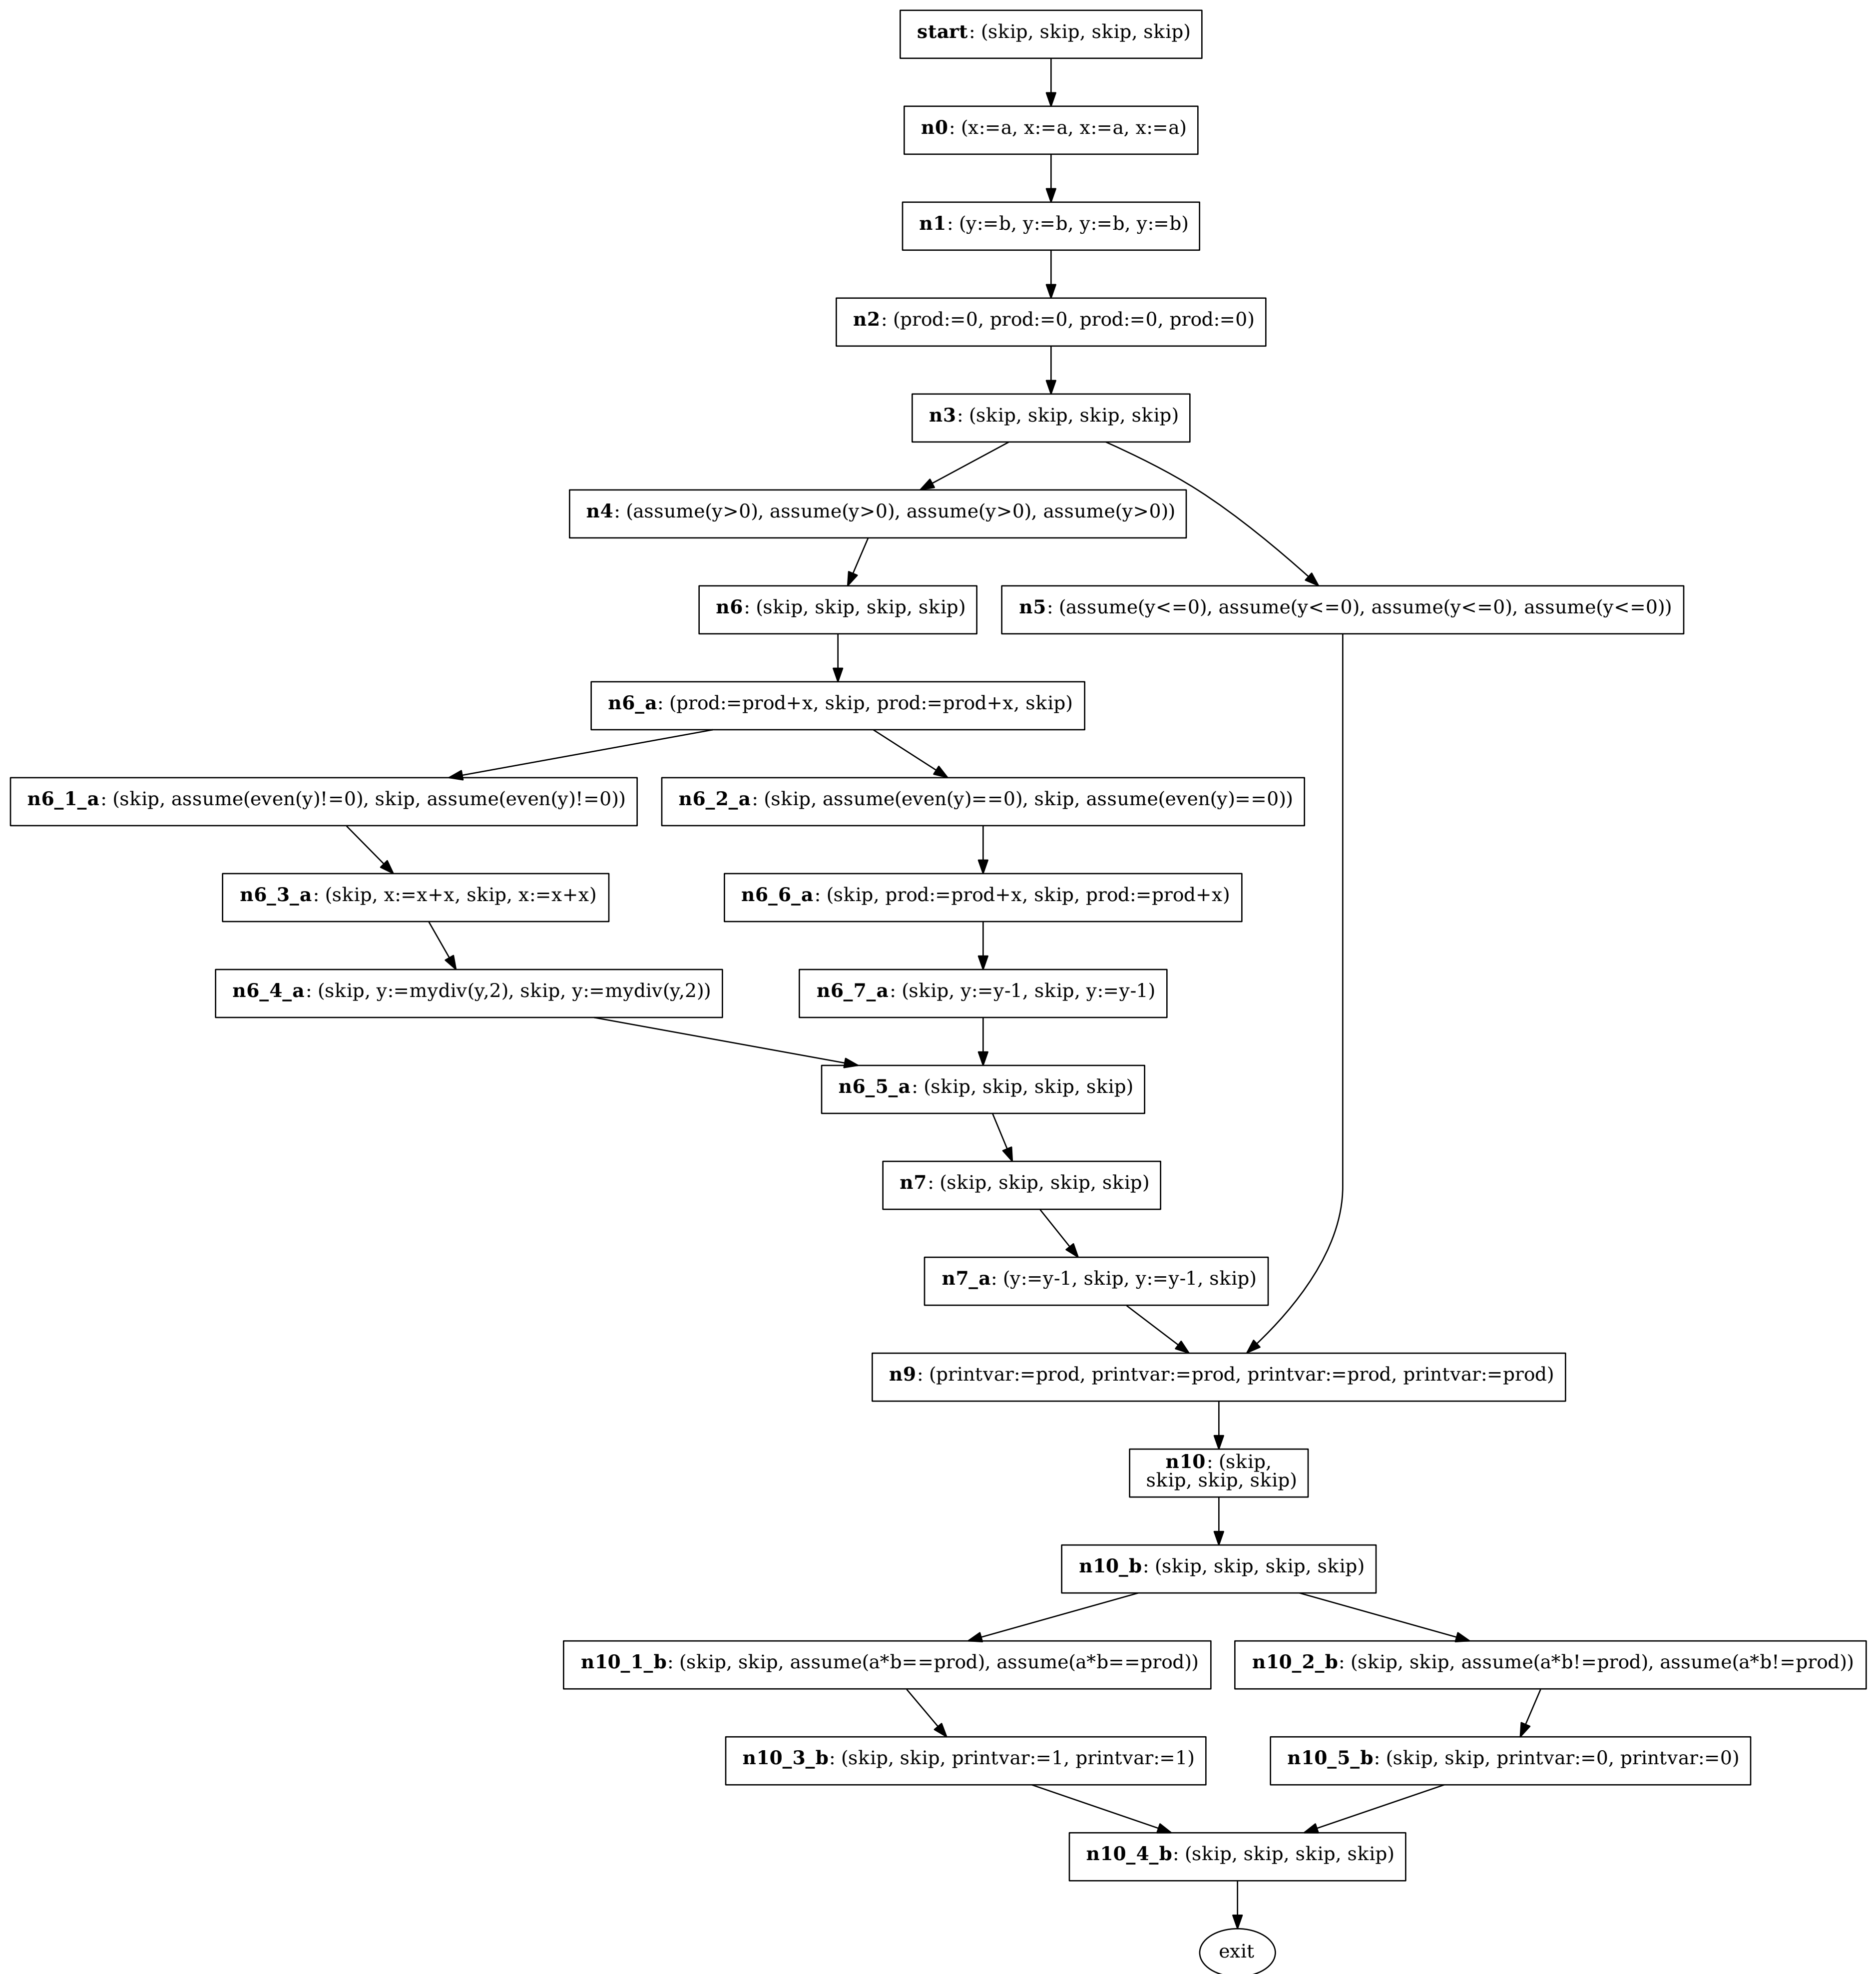 start: (skip, skip, skip, skip)
n0: (x:=a, x:=a, x:=a, x:=a)
n1: (y:=b, y:=b, y:=b, y:=b)
n2: (prod:=0, prod:=0, prod:=0, prod:=0)
n3: (skip, skip, skip, skip)
n4: (assume(y>0), assume(y>0), assume(y>0), assume(y>0))
n6: (skip, skip, skip, skip)
n5: (assume(y<=0), assume(y<=0), assume(y<=0), assume(y<=0))
n6_a: (prod:=prod+x, skip, prod:=prod+x, skip)
n6_1_a: (skip, assume(even(y)!=0), skip, assume(even(y)!=0))
n6_2_a: (skip, assume(even(y)==0), skip, assume(even(y)==0))
n6_3_a: (skip, x:=x+x, skip, x:=x+x)
n6_6_a: (skip, prod:=prod+x, skip, prod:=prod+x)
n6_4_a: (skip, y:=mydiv(y,2), skip, y:=mydiv(y,2))
n6_7_a: (skip, y:=y-1, skip, y:=y-1)
n6_5_a: (skip, skip, skip, skip)
n7: (skip, skip, skip, skip)
n7_a: (y:=y-1, skip, y:=y-1, skip)
n9: (printvar:=prod, printvar:=prod, printvar:=prod, printvar:=prod)
n10: (skip,
skip, skip, skip)
n10_b: (skip, skip, skip, skip)
n10_1_b: (skip, skip, assume(a*b==prod), assume(a*b==prod))
n10_2_b: (skip, skip, assume(a*b!=prod), assume(a*b!=prod))
n10_3_b: (skip, skip, printvar:=1, printvar:=1)
n10_5_b: (skip, skip, printvar:=0, printvar:=0)
n10_4_b: (skip, skip, skip, skip)
exit